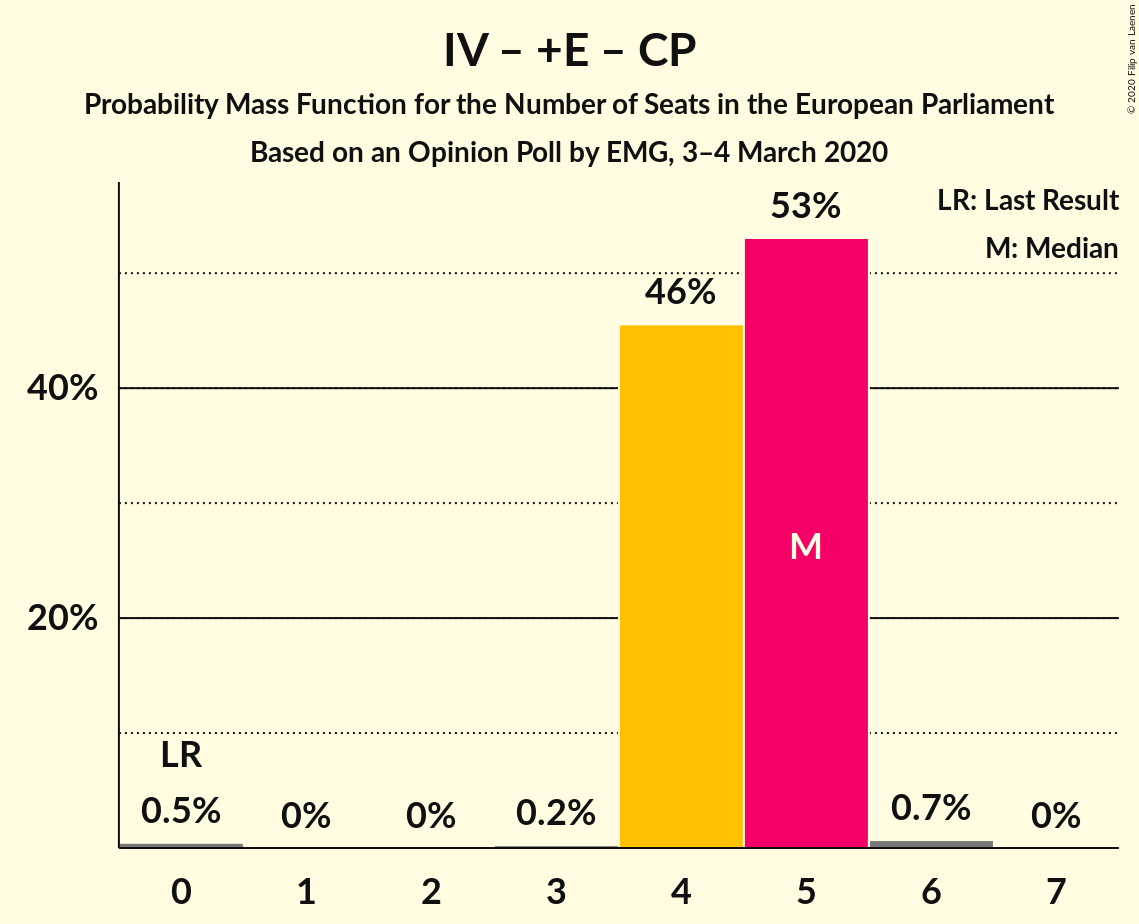 IV – +E – CP
Probability Mass Function for the Number of Seats in the European Parliament
Based on an Opinion Poll by EMG, 3–4 March 2020
© 2020 Filip van Laenen
LR: Last Result
M: Median
53%
46%
40%
M
20%
LR
0.5%
0%
0%
0.2%
0.7%
0%
0 1 2 3 4 5 6 7